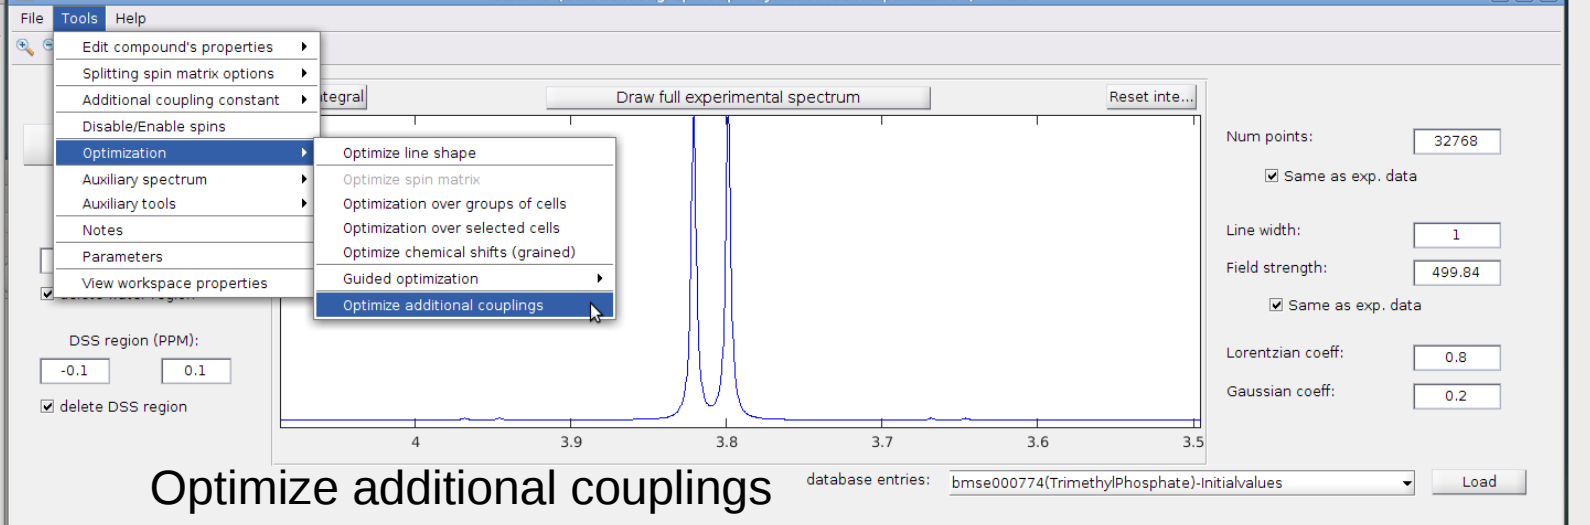 File Tools Help
Edit compound's properties
Splitting spin matrix options
Additional coupling constant
Disable/Enable spins
Optimization
Auxiliary spectrum
Auxiliary tools
Notes
Parameters
View workspace properties
Optimize line shape
Optimize spin matrix
Optimization over groups of cells
Optimization over selected cells
Optimize chemical shifts (grained)
Guided optimization
Optimize additional couplings
Draw full experimental spectrum
Reset inte...
Num points: 32768
Same as exp. data
Line width: 1
Field strength: 499.84
Same as exp. data
Lorentzian coeff: 0.8
Gaussian coeff: 0.2
DSS region (PPM):
-0.1 0.1
delete DSS region
4 3.9 3.8 3.7 3.6 3.5
Optimize additional couplings
database entries: bmse000774(TrimethylPhosphate)-Initialvalues Load